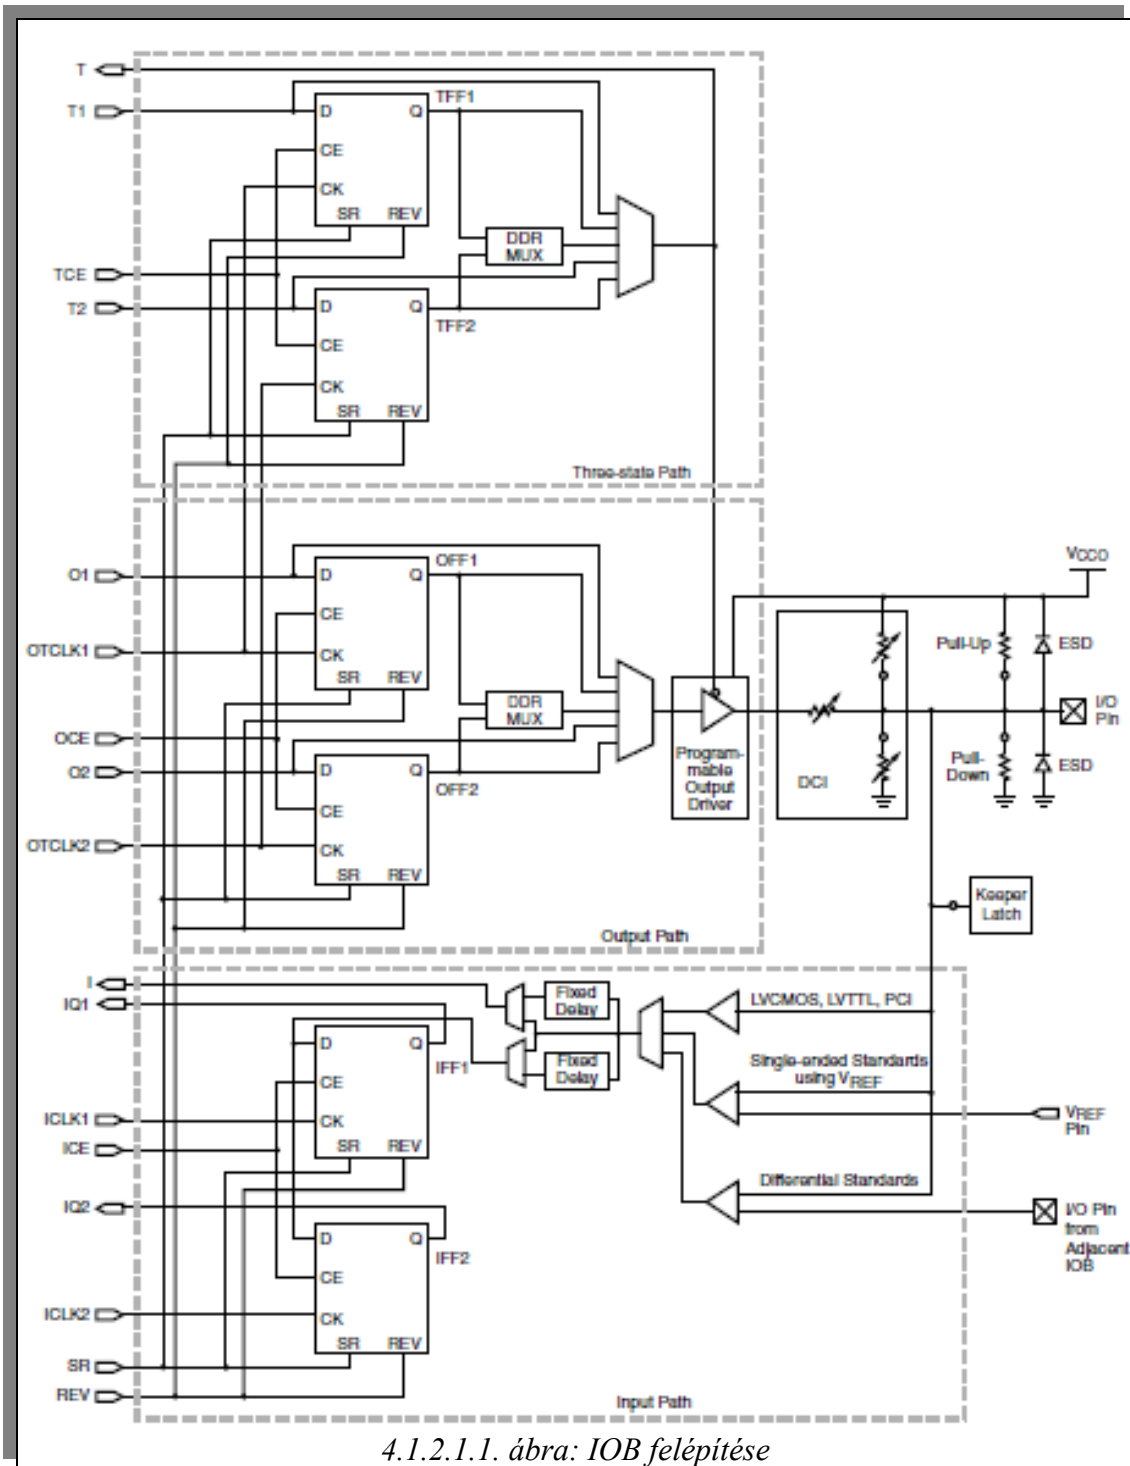 T
T1
D
Q
TFF1
CE
CK
SR REV
DDR
MUX
TCE
T2
D
Q
TFF2
CE
CK
SR REV
Three-state Path
O1
D
Q
OFF1
CE
OTCLK1
CK
SR REV
DDR
MUX
OCE
O2
D
Q
OFF2
CE
OTCLK2
CK
SR REV
Output Path
Program-
mable
Output
Driver
DCI
VCCO
Pull-Up
ESD
I/O
Pin
Pull-
Down
ESD
Keeper
Latch
I
IQ1
Fixed
Delay
LVCMOS, LVTTL, PCI
D
Q
IFF1
Fixed
Delay
Single-ended Standards
using VREF
CE
ICLK1
CK
VREF
Pin
ICE
SR REV
Differential Standards
IQ2
I/O Pin
from
Adjacent
IOB
D
Q
IFF2
CE
ICLK2
CK
SR REV
SR
REV
Input Path
4.1.2.1.1. ábra: IOB felépítése